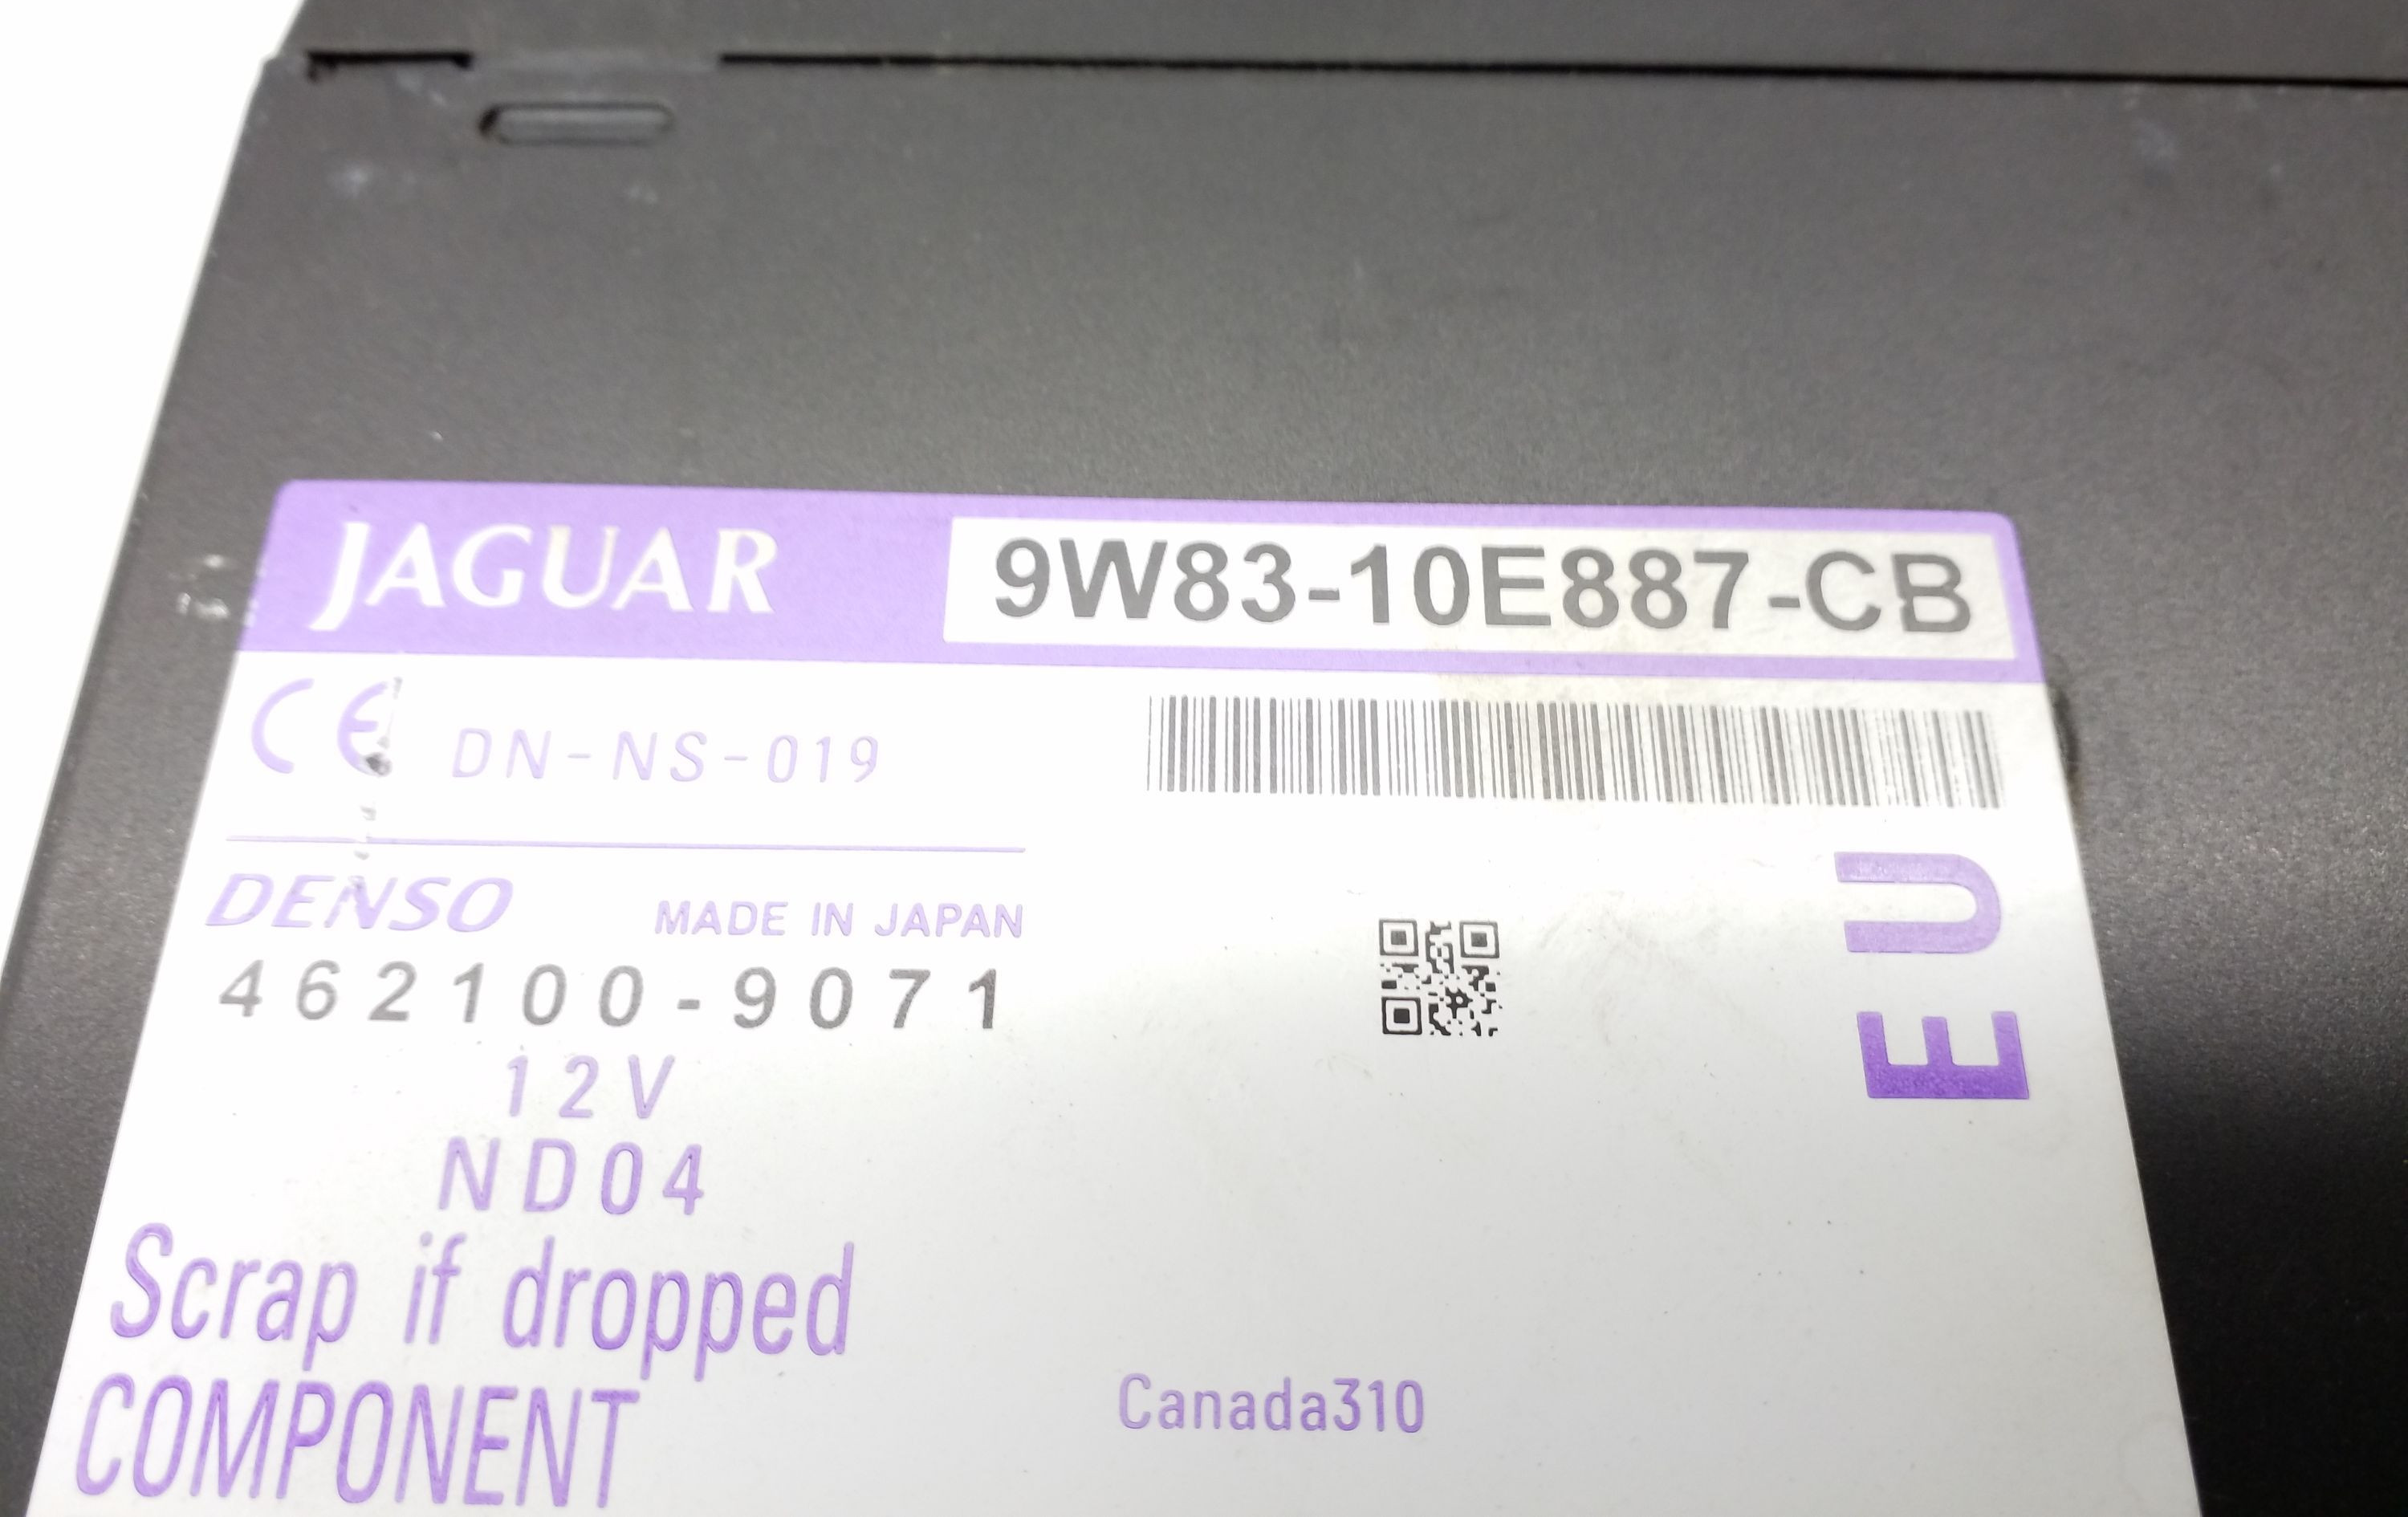 JAGUAR 9W83-10E887-CB
CE DN-NS-019
DENSO MADE IN JAPAN
462100-9071
12V
ND04
Scrap if dropped
COMPONENT
Canada310
EU